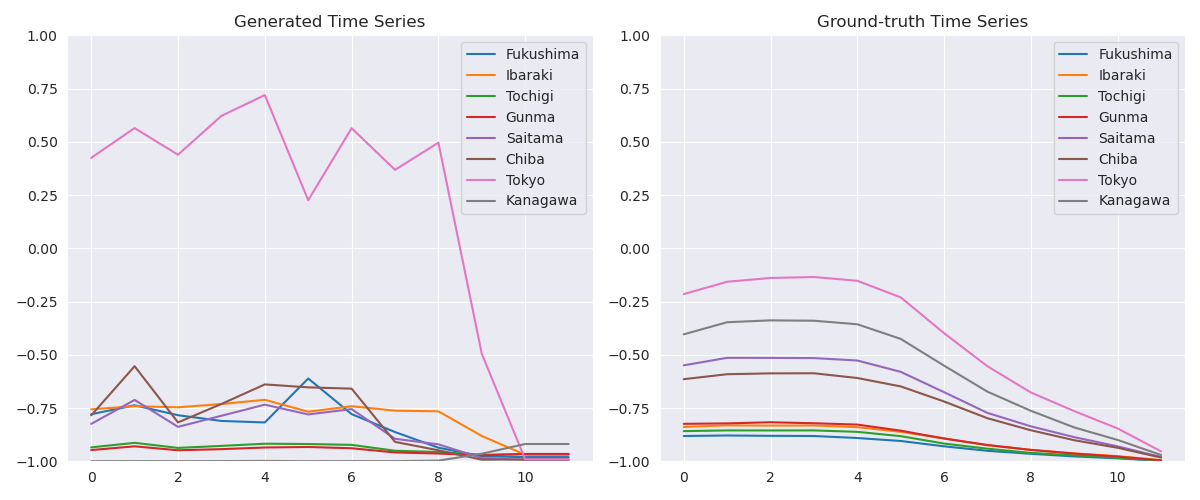 Generated Time Series
1.00
0.75
0.50
0.25
0.00
−0.25
−0.50
−0.75
−1.00
0 2 4 6 8 10
Fukushima
Ibaraki
Tochigi
Gunma
Saitama
Chiba
Tokyo
Kanagawa
Ground-truth Time Series
1.00
0.75
0.50
0.25
0.00
−0.25
−0.50
−0.75
−1.00
0 2 4 6 8 10
Fukushima
Ibaraki
Tochigi
Gunma
Saitama
Chiba
Tokyo
Kanagawa